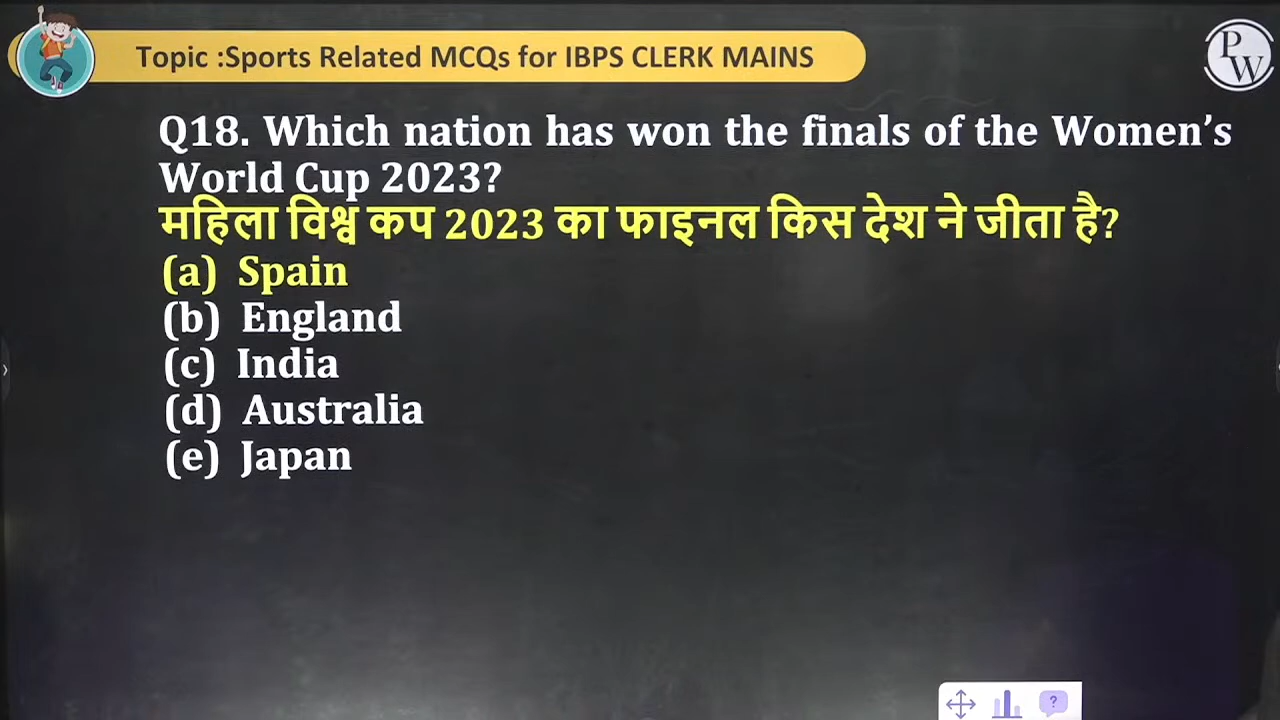 Topic :Sports Related MCQs for IBPS CLERK MAINS
PW
Q18. Which nation has won the finals of the Women’s
World Cup 2023?
महिला विश्व कप 2023 का फाइनल किस देश ने जीता है?
(a) Spain
(b) England
(c) India
(d) Australia
(e) Japan
?